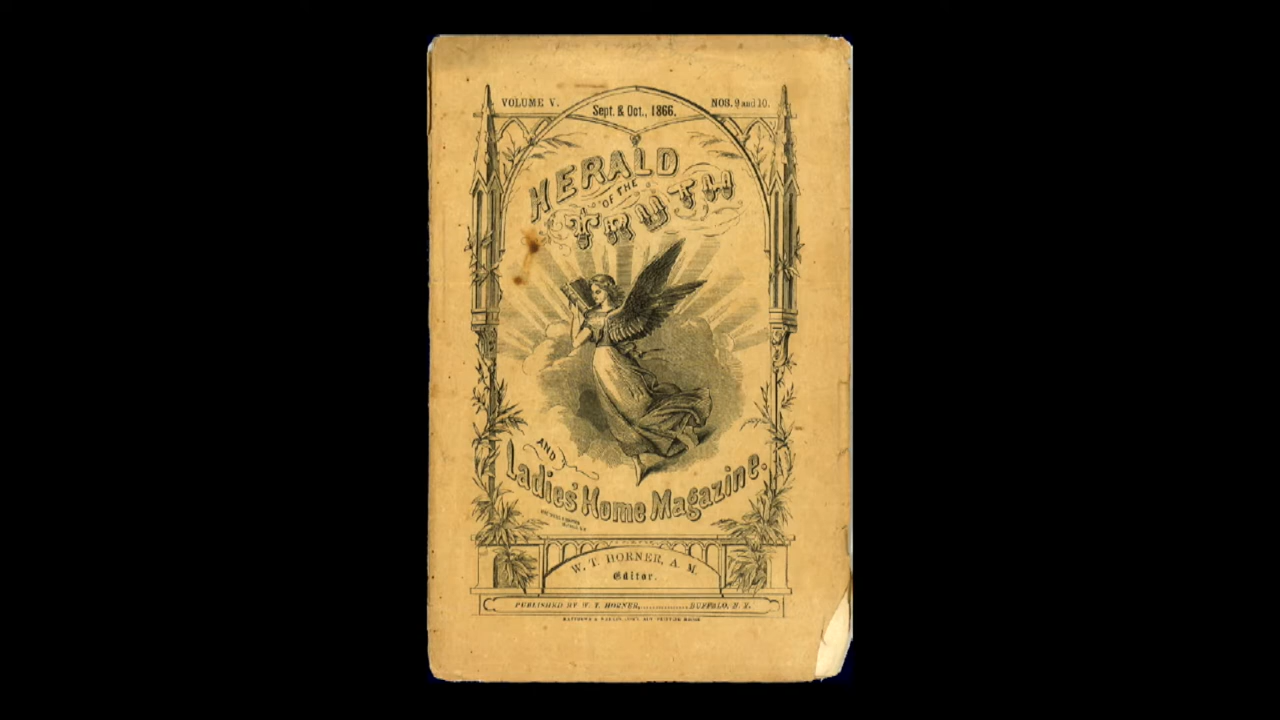 VOLUME V.
Sept. & Oct., 1866.
NOS. 9 and 10.
HERALD
OF THE
TRUTH
AND
Ladies' Home Magazine.
W. T. HORNER, A. M.
Editor.
PUBLISHED BY W. T. HORNER, .............. BUFFALO, N. Y.